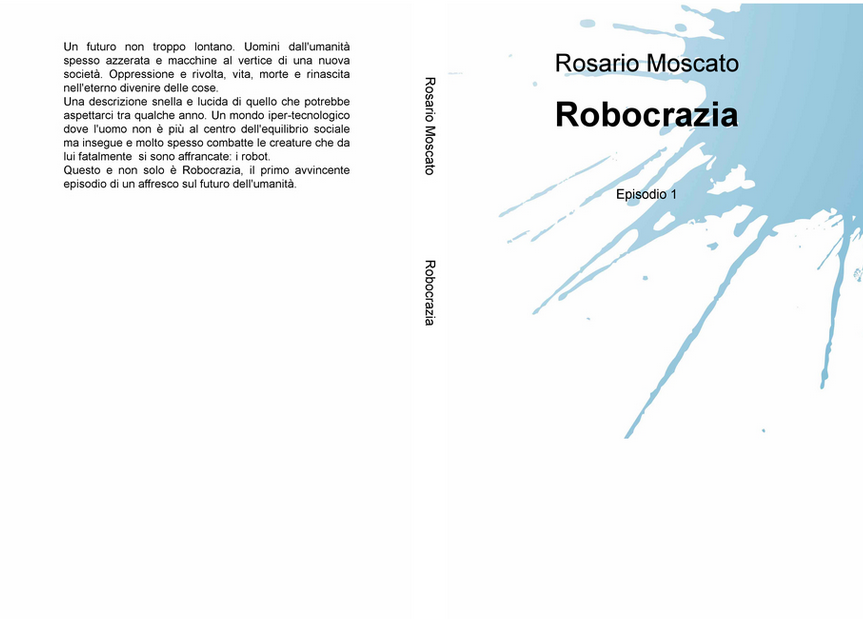 Un futuro non troppo lontano. Uomini dall'umanità
spesso azzerata e macchine al vertice di una nuova
società. Oppressione e rivolta, vita, morte e rinascita
nell'eterno divenire delle cose.
Una descrizione snella e lucida di quello che potrebbe
aspettarci tra qualche anno. Un mondo iper-tecnologico
dove l'uomo non è più al centro dell'equilibrio sociale
ma insegue e molto spesso combatte le creature che da
lui fatalmente si sono affrancate: i robot.
Questo e non solo è Robocrazia, il primo avvincente
episodio di un affresco sul futuro dell'umanità.
Rosario Moscato
Robocrazia
Rosario Moscato
Robocrazia
Episodio 1